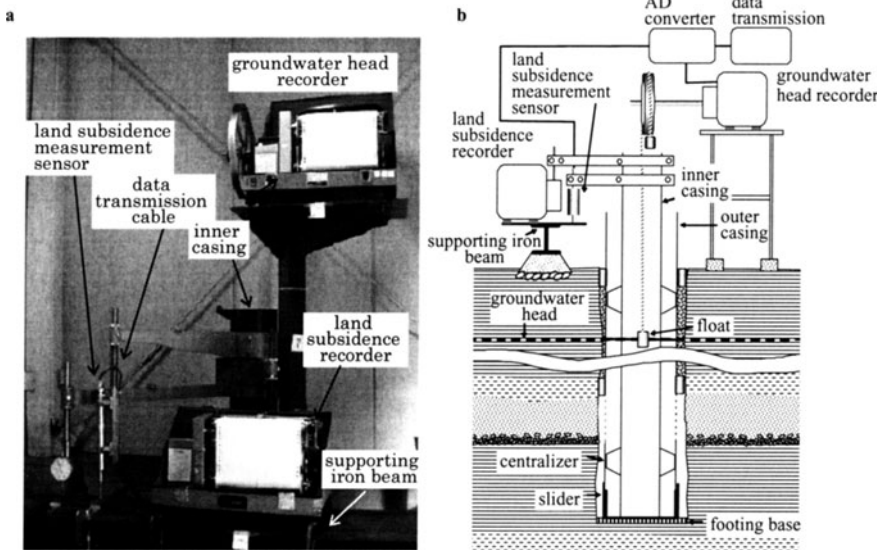 a
groundwater head
recorder
land subsidence
measurement
sensor
data
transmission
cable
inner
casing
land
subsidence
recorder
supporting
iron beam
b
AD
converter
data
transmission
land
subsidence
measurement
sensor
groundwater
head recorder
land
subsidence
recorder
inner
casing
outer
casing
supporting iron
beam
groundwater
head
float
centralizer
slider
footing base